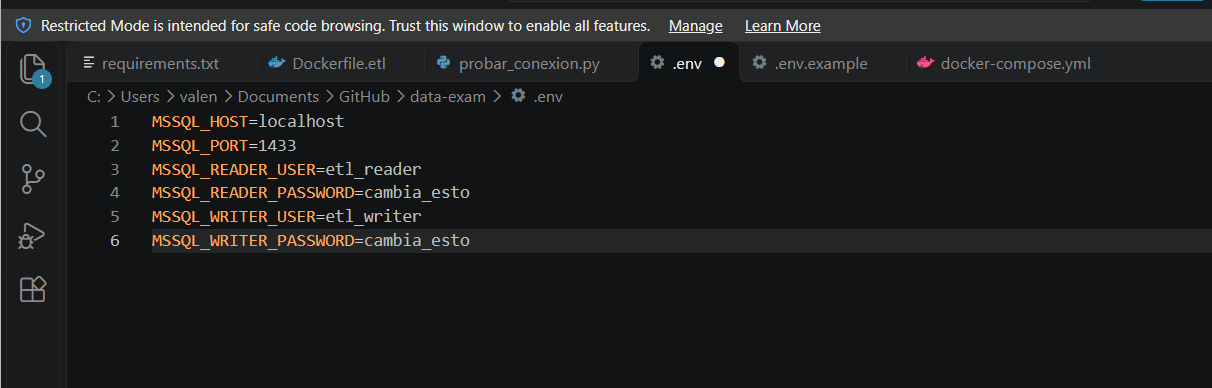 Restricted Mode is intended for safe code browsing. Trust this window to enable all features. Manage Learn More
1
requirements.txt Dockerfile.etl probar_conexion.py .env .env.example docker-compose.yml
C: > Users > valen > Documents > GitHub > data-exam > .env
1 MSSQL_HOST=localhost
2 MSSQL_PORT=1433
3 MSSQL_READER_USER=etl_reader
4 MSSQL_READER_PASSWORD=cambia_esto
5 MSSQL_WRITER_USER=etl_writer
6 MSSQL_WRITER_PASSWORD=cambia_esto